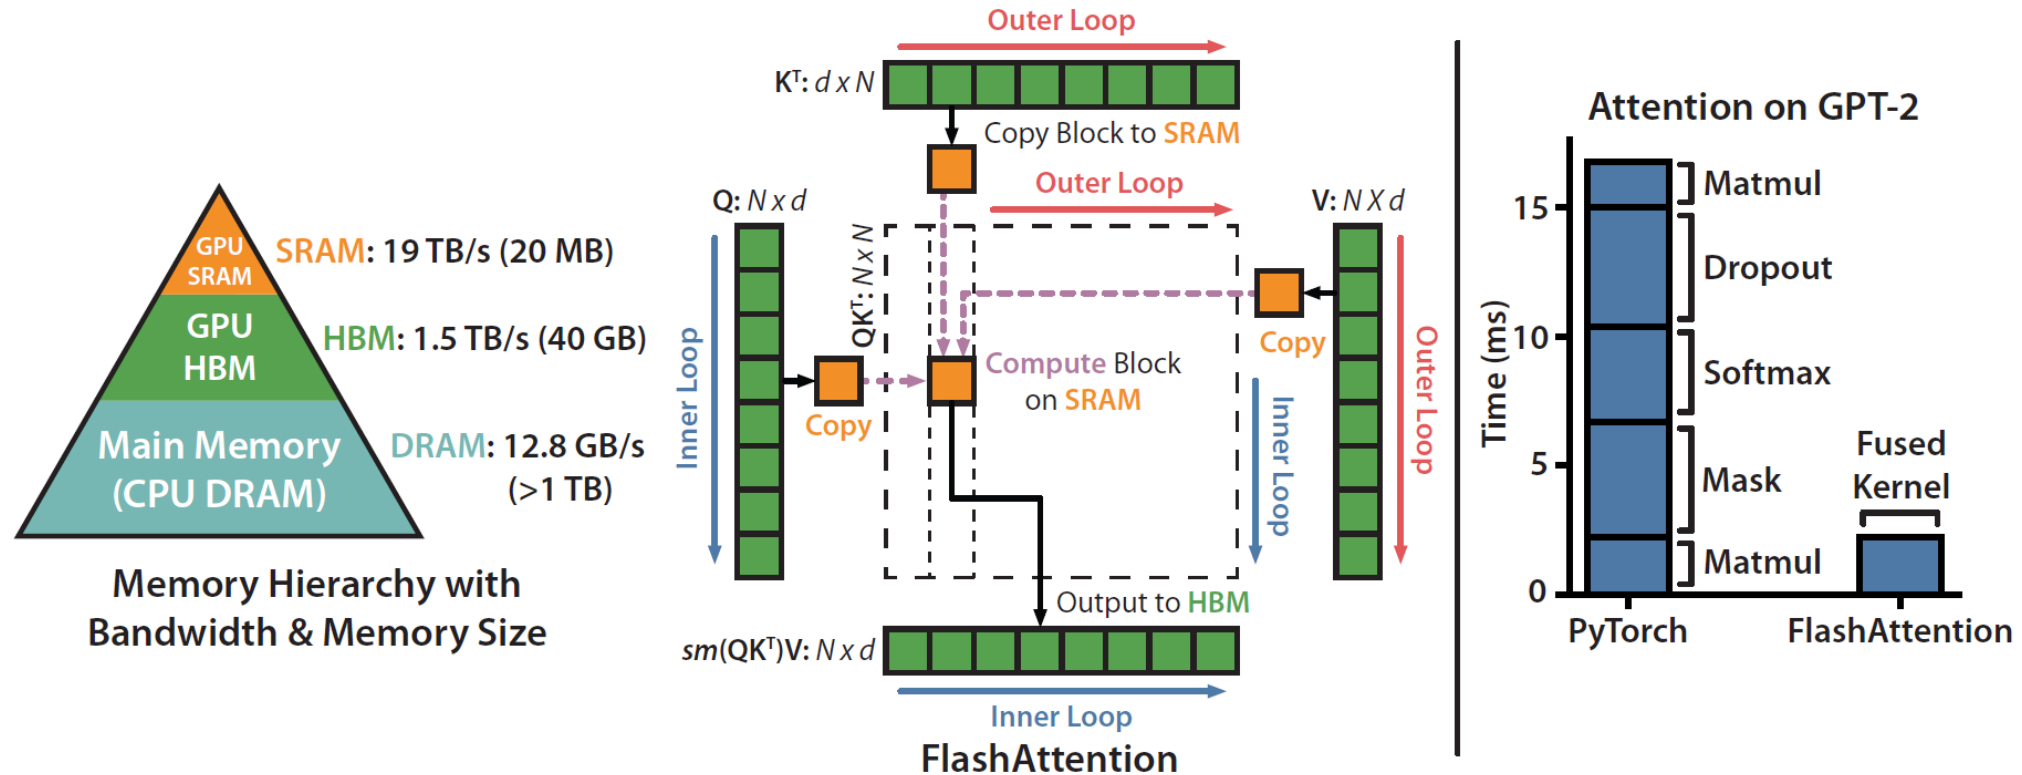 GPU
SRAM
SRAM: 19 TB/s (20 MB)
GPU
HBM
HBM: 1.5 TB/s (40 GB)
Main Memory
(CPU DRAM)
DRAM: 12.8 GB/s
(>1 TB)
Memory Hierarchy with
Bandwidth & Memory Size
Outer Loop
Kᵀ: d x N
Copy Block to SRAM
Outer Loop
Q: N x d
V: N X d
QKᵀ: N x N
Inner Loop
Copy
Compute Block
on SRAM
Copy
Inner Loop
Outer Loop
Output to HBM
sm(QKᵀ)V: N x d
Inner Loop
FlashAttention
Attention on GPT-2
Time (ms)
15
10
5
0
Matmul
Dropout
Softmax
Mask
Matmul
Fused
Kernel
PyTorch
FlashAttention